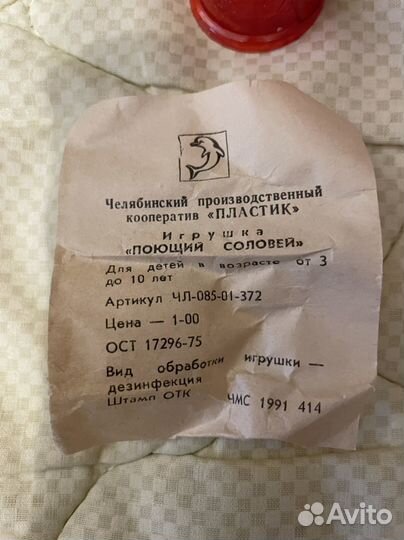 Челябинский производственный
кооператив «ПЛАСТИК»
Игрушка
«ПОЮЩИЙ СОЛОВЕЙ»
Для детей в возрасте от 3
до 10 лет
Артикул ЧЛ-085-01-372
Цена — 1-00
ОСТ 17296-75
Вид обработки игрушки —
дезинфекция
Штамп ОТК ЧМС 1991 414
Avito